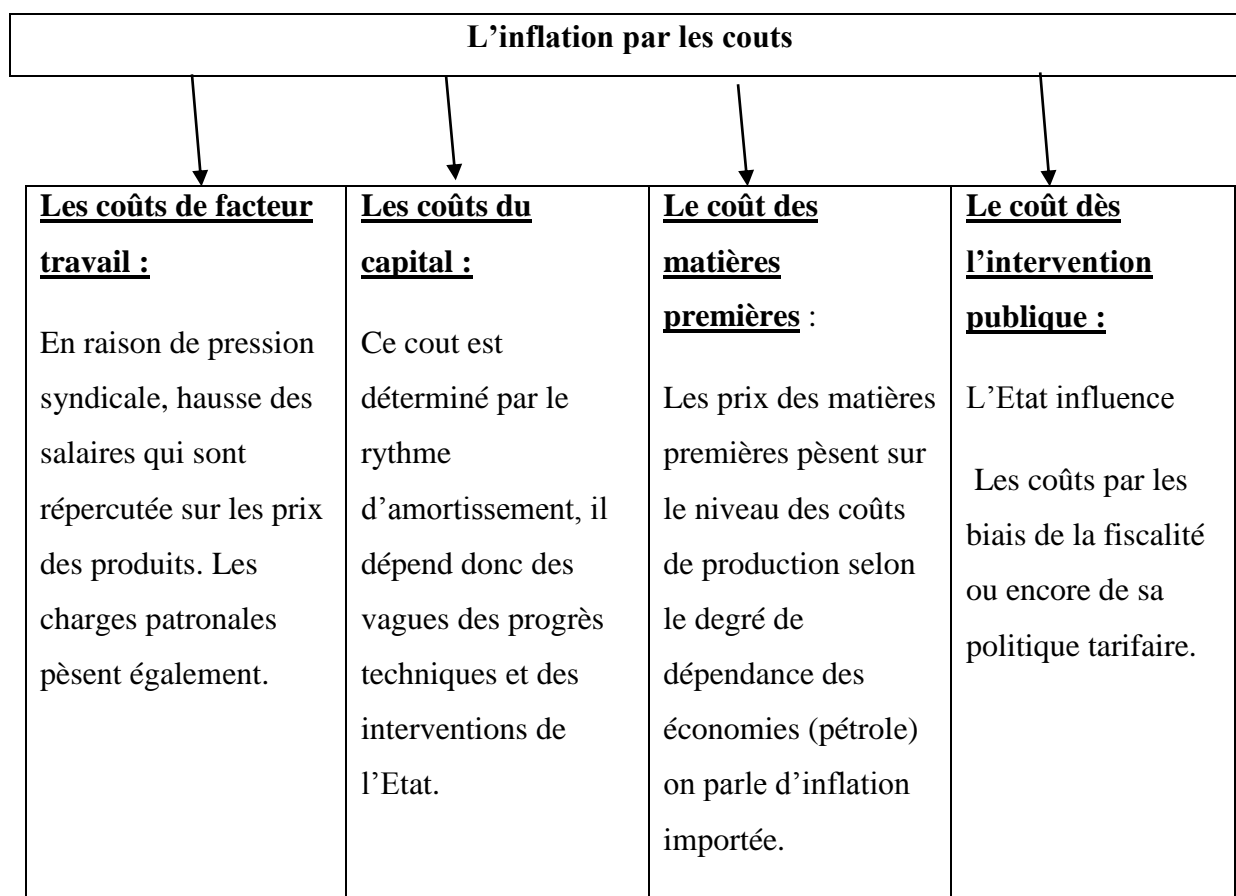 L'inflation par les couts
Les coûts de facteur
travail :
En raison de pression
syndicale, hausse des
salaires qui sont
répercutée sur les prix
des produits. Les
charges patronales
pèsent également.
Les coûts du
capital :
Ce cout est
déterminé par le
rythme
d'amortissement, il
dépend donc des
vagues des progrès
techniques et des
interventions de
l'Etat.
Le coût des
matières
premières :
Les prix des matières
premières pèsent sur
le niveau des coûts
de production selon
le degré de
dépendance des
économies (pétrole)
on parle d'inflation
importée.
Le coût dès
l'intervention
publique :
L'Etat influence
Les coûts par les
biais de la fiscalité
ou encore de sa
politique tarifaire.